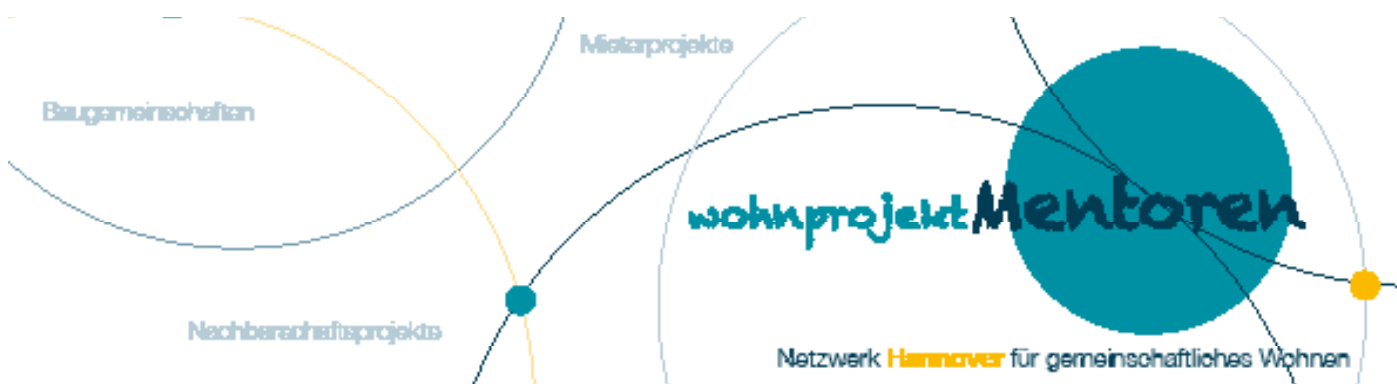 Mieterprojekte
Baugemeinschaften
wohnprojektMentoren
Nachbarschaftsprojekte
Netzwerk Hannover für gemeinschaftliches Wohnen